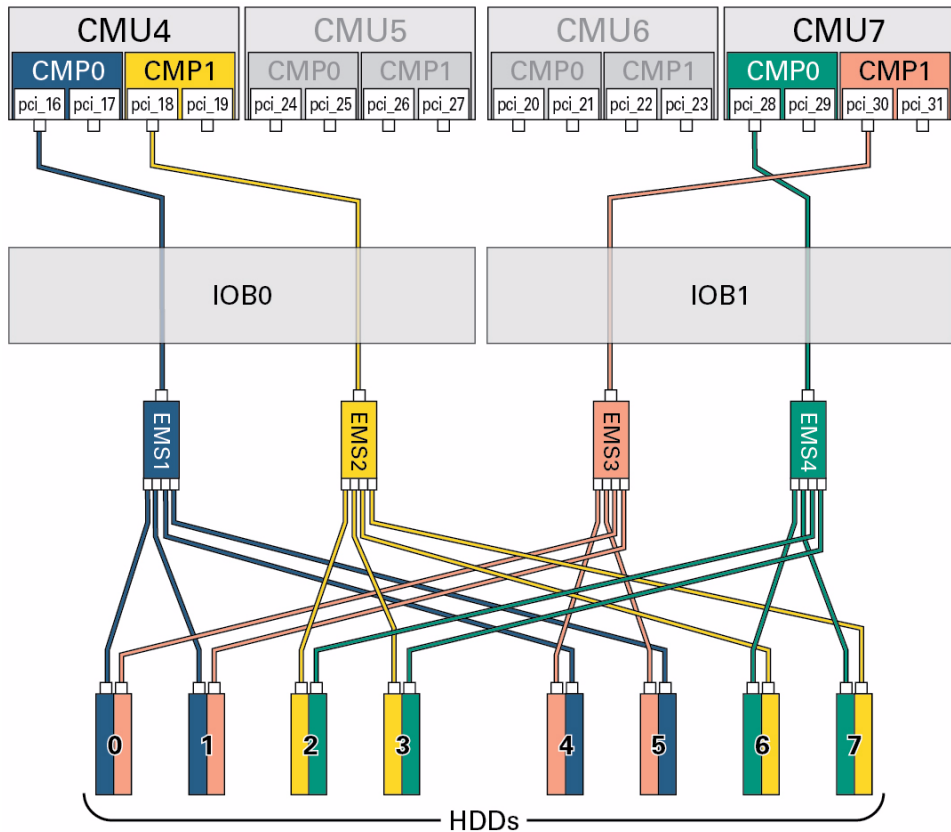 CMU4 CMU5 CMU6 CMU7
CMP0 CMP1 CMP0 CMP1 CMP0 CMP1 CMP0 CMP1
pci_16 pci_17 pci_18 pci_19 pci_24 pci_25 pci_26 pci_27 pci_20 pci_21 pci_22 pci_23 pci_28 pci_29 pci_30 pci_31
IOB0 IOB1
EMS1 EMS2 EMS3 EMS4
0 1 2 3 4 5 6 7
HDDs